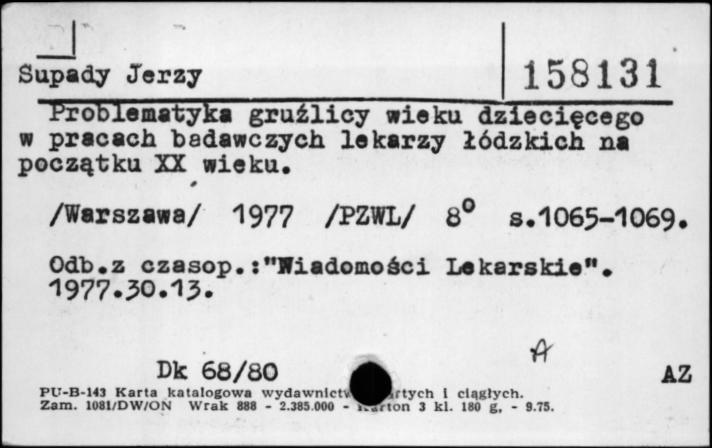 Supady Jerzy
158131
Problematyka gruźlicy wieku dziecięcego
w pracach badawczych lekarzy łódzkich na
początku XX wieku.
/Warszawa/ 1977 /PZWL/ 8° s.1065-1069.
Odb.z czasop.:"Wiadomości Lekarskie".
1977.30.13.
A
Dk 68/80
AZ
PU-B-143 Karta katalogowa wydawnictw ciągłych.
Zam. 1081/DW/ON Wrak 888 - 2.385.000 - Karton 3 kl. 180 g, - 9.75.